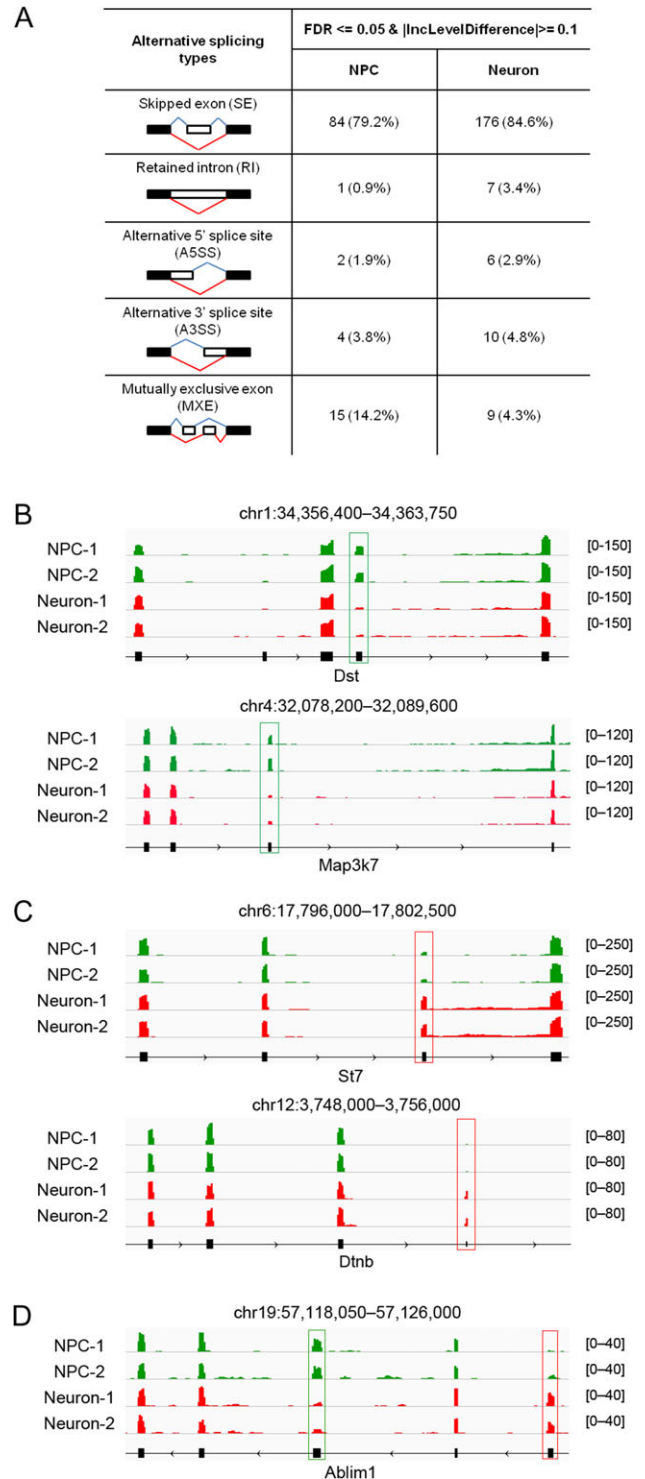 A
Alternative splicing types
FDR <= 0.05 & |IncLevelDifference|>= 0.1
NPC
Neuron
Skipped exon (SE)
84 (79.2%)
176 (84.6%)
Retained intron (RI)
1 (0.9%)
7 (3.4%)
Alternative 5' splice site
(A5SS)
2 (1.9%)
6 (2.9%)
Alternative 3' splice site
(A3SS)
4 (3.8%)
10 (4.8%)
Mutually exclusive exon
(MXE)
15 (14.2%)
9 (4.3%)
B
chr1:34,356,400–34,363,750
NPC-1 [0-150]
NPC-2 [0-150]
Neuron-1 [0-150]
Neuron-2 [0-150]
Dst
chr4:32,078,200–32,089,600
NPC-1 [0–120]
NPC-2 [0–120]
Neuron-1 [0–120]
Neuron-2 [0–120]
Map3k7
C
chr6:17,796,000–17,802,500
NPC-1 [0–250]
NPC-2 [0–250]
Neuron-1 [0–250]
Neuron-2 [0–250]
St7
chr12:3,748,000–3,756,000
NPC-1 [0–80]
NPC-2 [0–80]
Neuron-1 [0–80]
Neuron-2 [0–80]
Dtnb
D
chr19:57,118,050–57,126,000
NPC-1 [0–40]
NPC-2 [0–40]
Neuron-1 [0–40]
Neuron-2 [0–40]
Ablim1